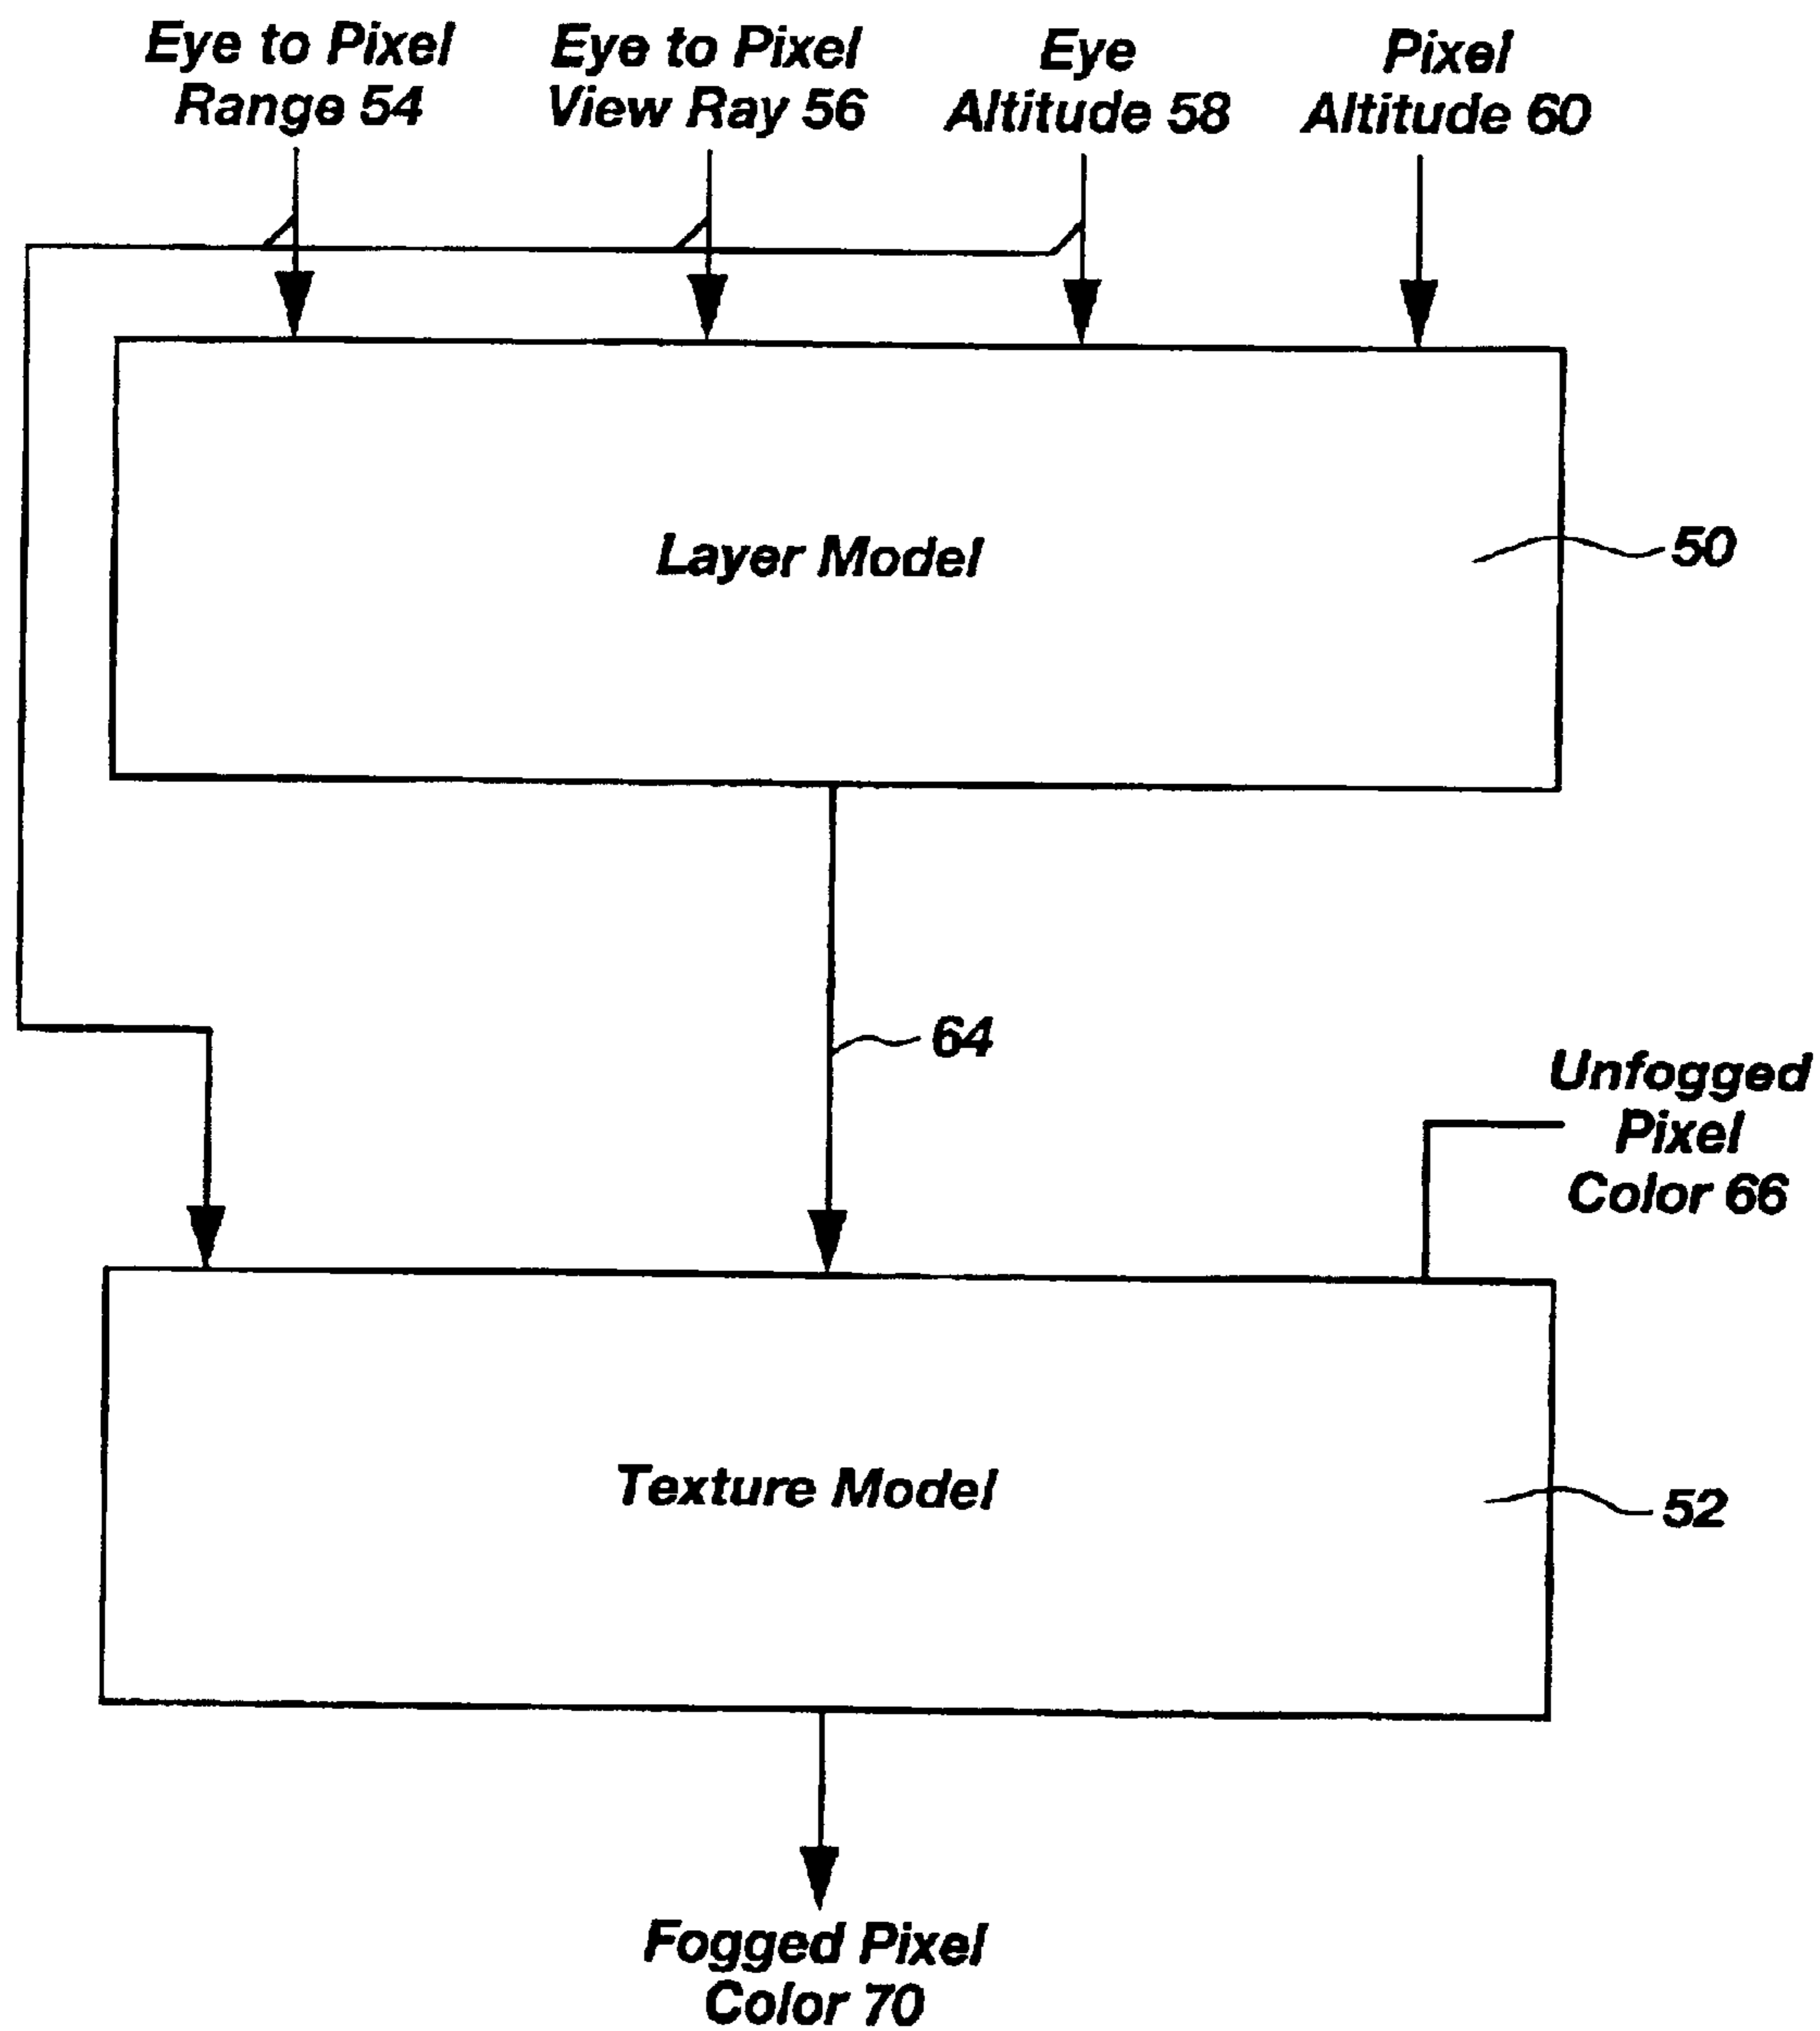 Eye to Pixel
Range 54
Eye to Pixel
View Ray 56
Eye
Altitude 58
Pixel
Altitude 60
Layer Model
50
64
Unfogged
Pixel
Color 66
Texture Model
52
Fogged Pixel
Color 70